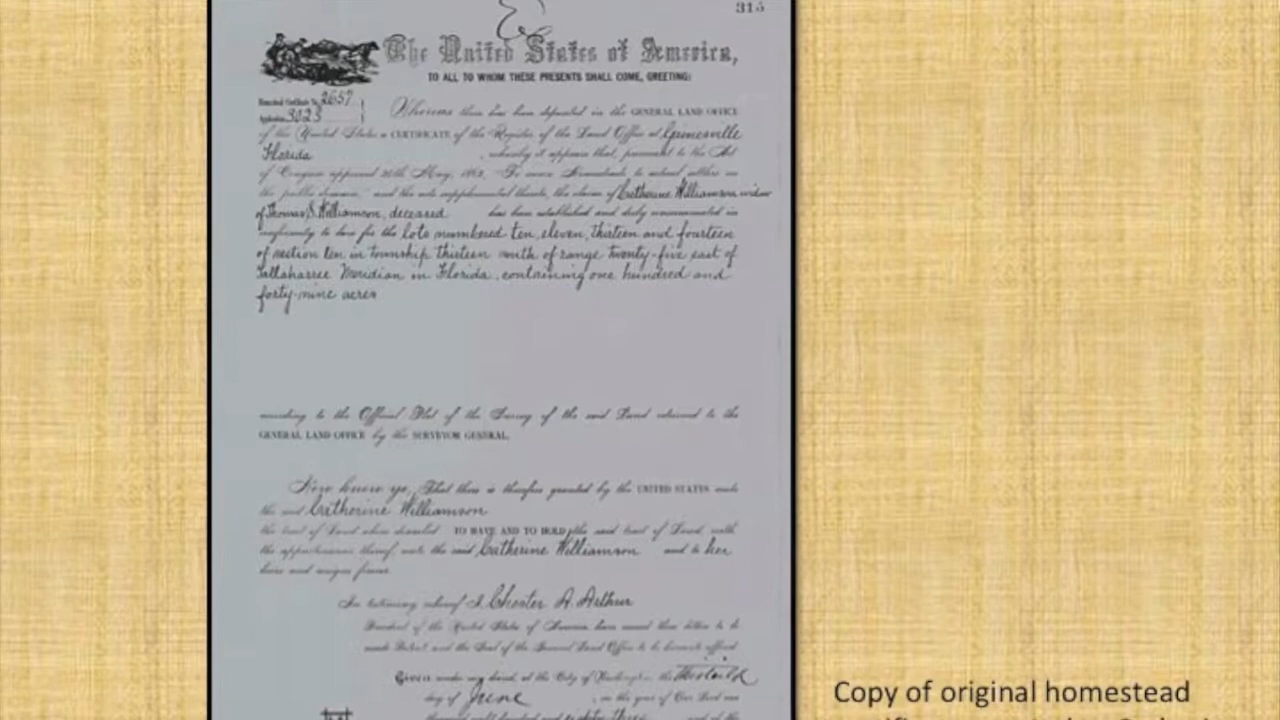 315
The United States of America,
TO ALL TO WHOM THESE PRESENTS SHALL COME, GREETING:
Homestead Certificate No. 2657
Application 3023
Whereas there has been deposited in the GENERAL LAND OFFICE
of the United States a CERTIFICATE of the Register of the Land Office at Gainesville
Florida, whereby it appears that, pursuant to the Act
of Congress approved 20th May, 1862, "To secure Homesteads to actual settlers on
the public domain," and the acts supplemental thereto, the claim of Catherine Williamson widow
of Thomas S. Williamson, deceased has been established and duly consummated in
conformity to law for the lots numbered ten, eleven, thirteen and fourteen
of section ten in township thirteen south of range twenty-five east of
Tallahassee Meridian in Florida, containing one hundred and
forty-nine acres
according to the Official Plat of the Survey of the said Land returned to the
GENERAL LAND OFFICE by the SURVEYOR GENERAL.
Now know ye, That there is therefore granted by the UNITED STATES unto
the said Catherine Williamson
the tract of Land above described TO HAVE AND TO HOLD the said tract of Land, with
the appurtenances thereof, unto the said Catherine Williamson and to her
heirs and assigns forever.
In testimony whereof I, Chester A. Arthur
President of the United States of America, have caused these letters to be
made Patent, and the Seal of the General Land Office to be hereunto affixed.
Given under my hand, at the City of Washington, the
day of June, in the year of Our Lord one
thousand eight hundred and eighty three, and of the
Copy of original homestead